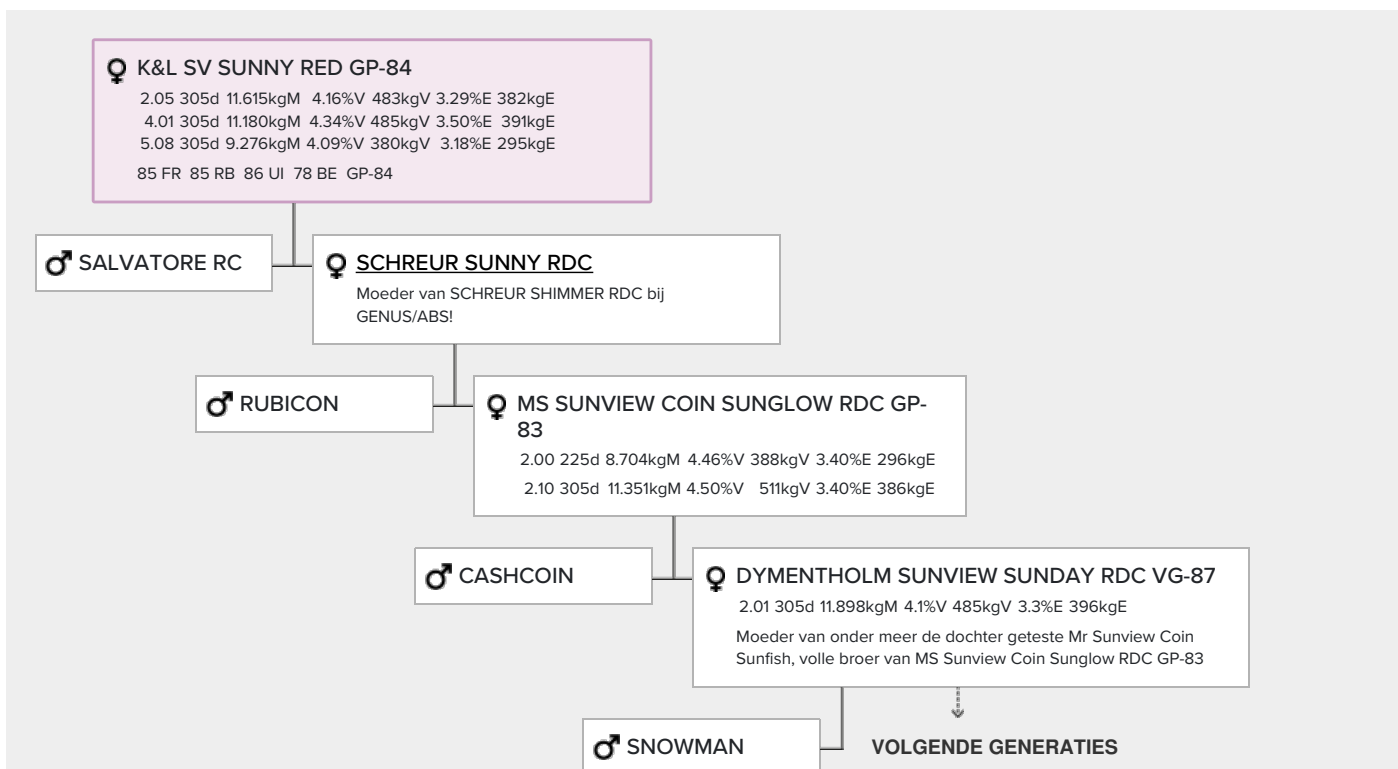 K&L SV SUNNY RED GP-84
2.05 305d 11.615kgM 4.16%V 483kgV 3.29%E 382kgE
4.01 305d 11.180kgM 4.34%V 485kgV 3.50%E 391kgE
5.08 305d 9.276kgM 4.09%V 380kgV 3.18%E 295kgE
85 FR 85 RB 86 UI 78 BE GP-84
SALVATORE RC
SCHREUR SUNNY RDC
Moeder van SCHREUR SHIMMER RDC bij
GENUS/ABS!
RUBICON
MS SUNVIEW COIN SUNGLOW RDC GP-
83
2.00 225d 8.704kgM 4.46%V 388kgV 3.40%E 296kgE
2.10 305d 11.351kgM 4.50%V 511kgV 3.40%E 386kgE
CASHCOIN
DYMENTHOLM SUNVIEW SUNDAY RDC VG-87
2.01 305d 11.898kgM 4.1%V 485kgV 3.3%E 396kgE
Moeder van onder meer de dochter geteste Mr Sunview Coin
Sunfish, volle broer van MS Sunview Coin Sunglow RDC GP-83
SNOWMAN
VOLGENDE GENERATIES